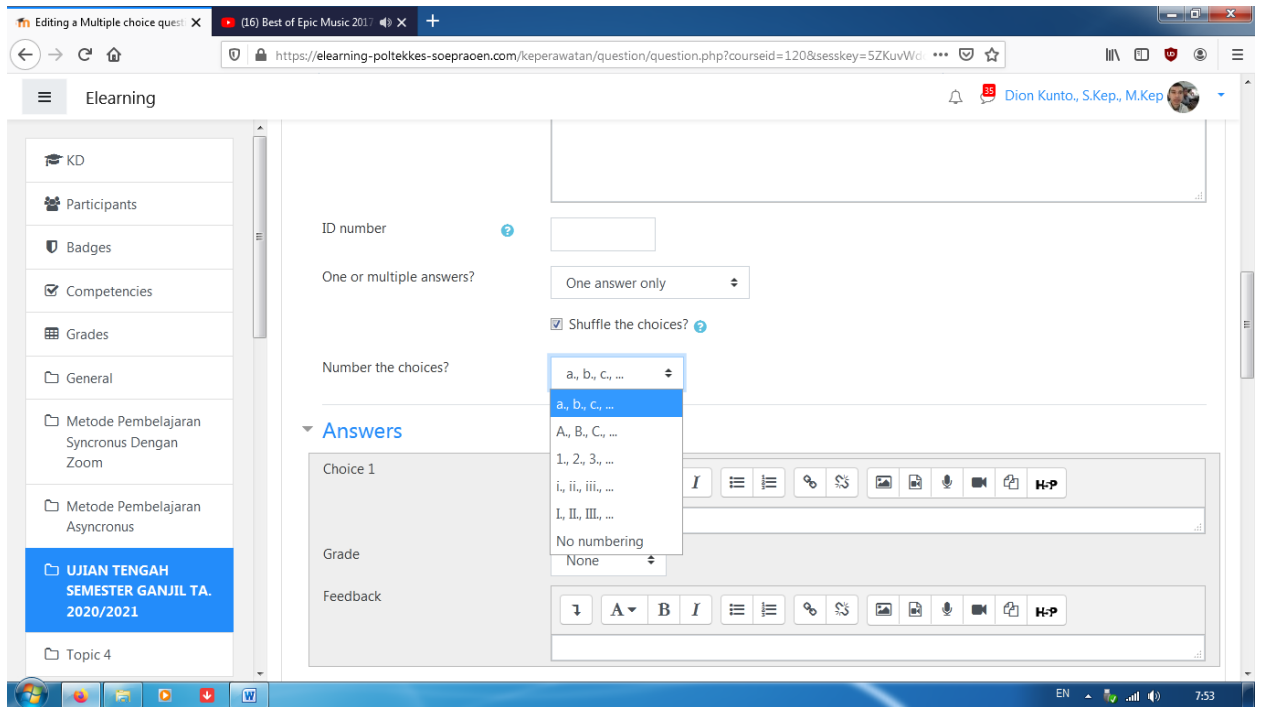 Editing a Multiple choice quest
(16) Best of Epic Music 2017
https://elearning-poltekkes-soepraoen.com/keperawatan/question/question.php?courseid=120&sesskey=5ZKuvWd
Elearning
35
Dion Kunto., S.Kep., M.Kep
KD
Participants
Badges
Competencies
Grades
General
Metode Pembelajaran
Syncronus Dengan
Zoom
Metode Pembelajaran
Asyncronus
UJIAN TENGAH
SEMESTER GANJIL TA.
2020/2021
Topic 4
ID number
One or multiple answers?
One answer only
Shuffle the choices?
Number the choices?
a., b., c., ...
a., b., c., ...
A., B., C., ...
1., 2., 3., ...
i., ii., iii., ...
I., II., III., ...
No numbering
Answers
Choice 1
I
H-P
Grade
None
Feedback
A B I
H-P
EN
7:53